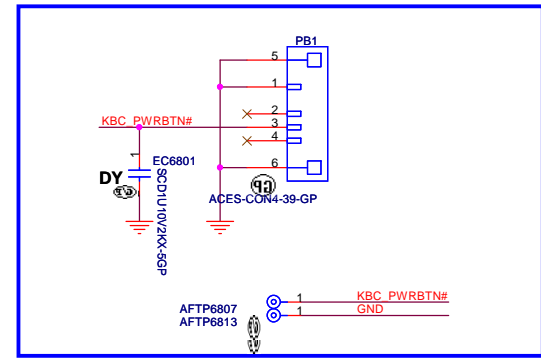 PB1
5
1
2
3
4
6
KBC_PWRBTN#
1
EC6801
DY
SCD1U10V2KX-5GP
GP
ACES-CON4-39-GP
AFTP6807
1
KBC_PWRBTN#
AFTP6813
1
GND